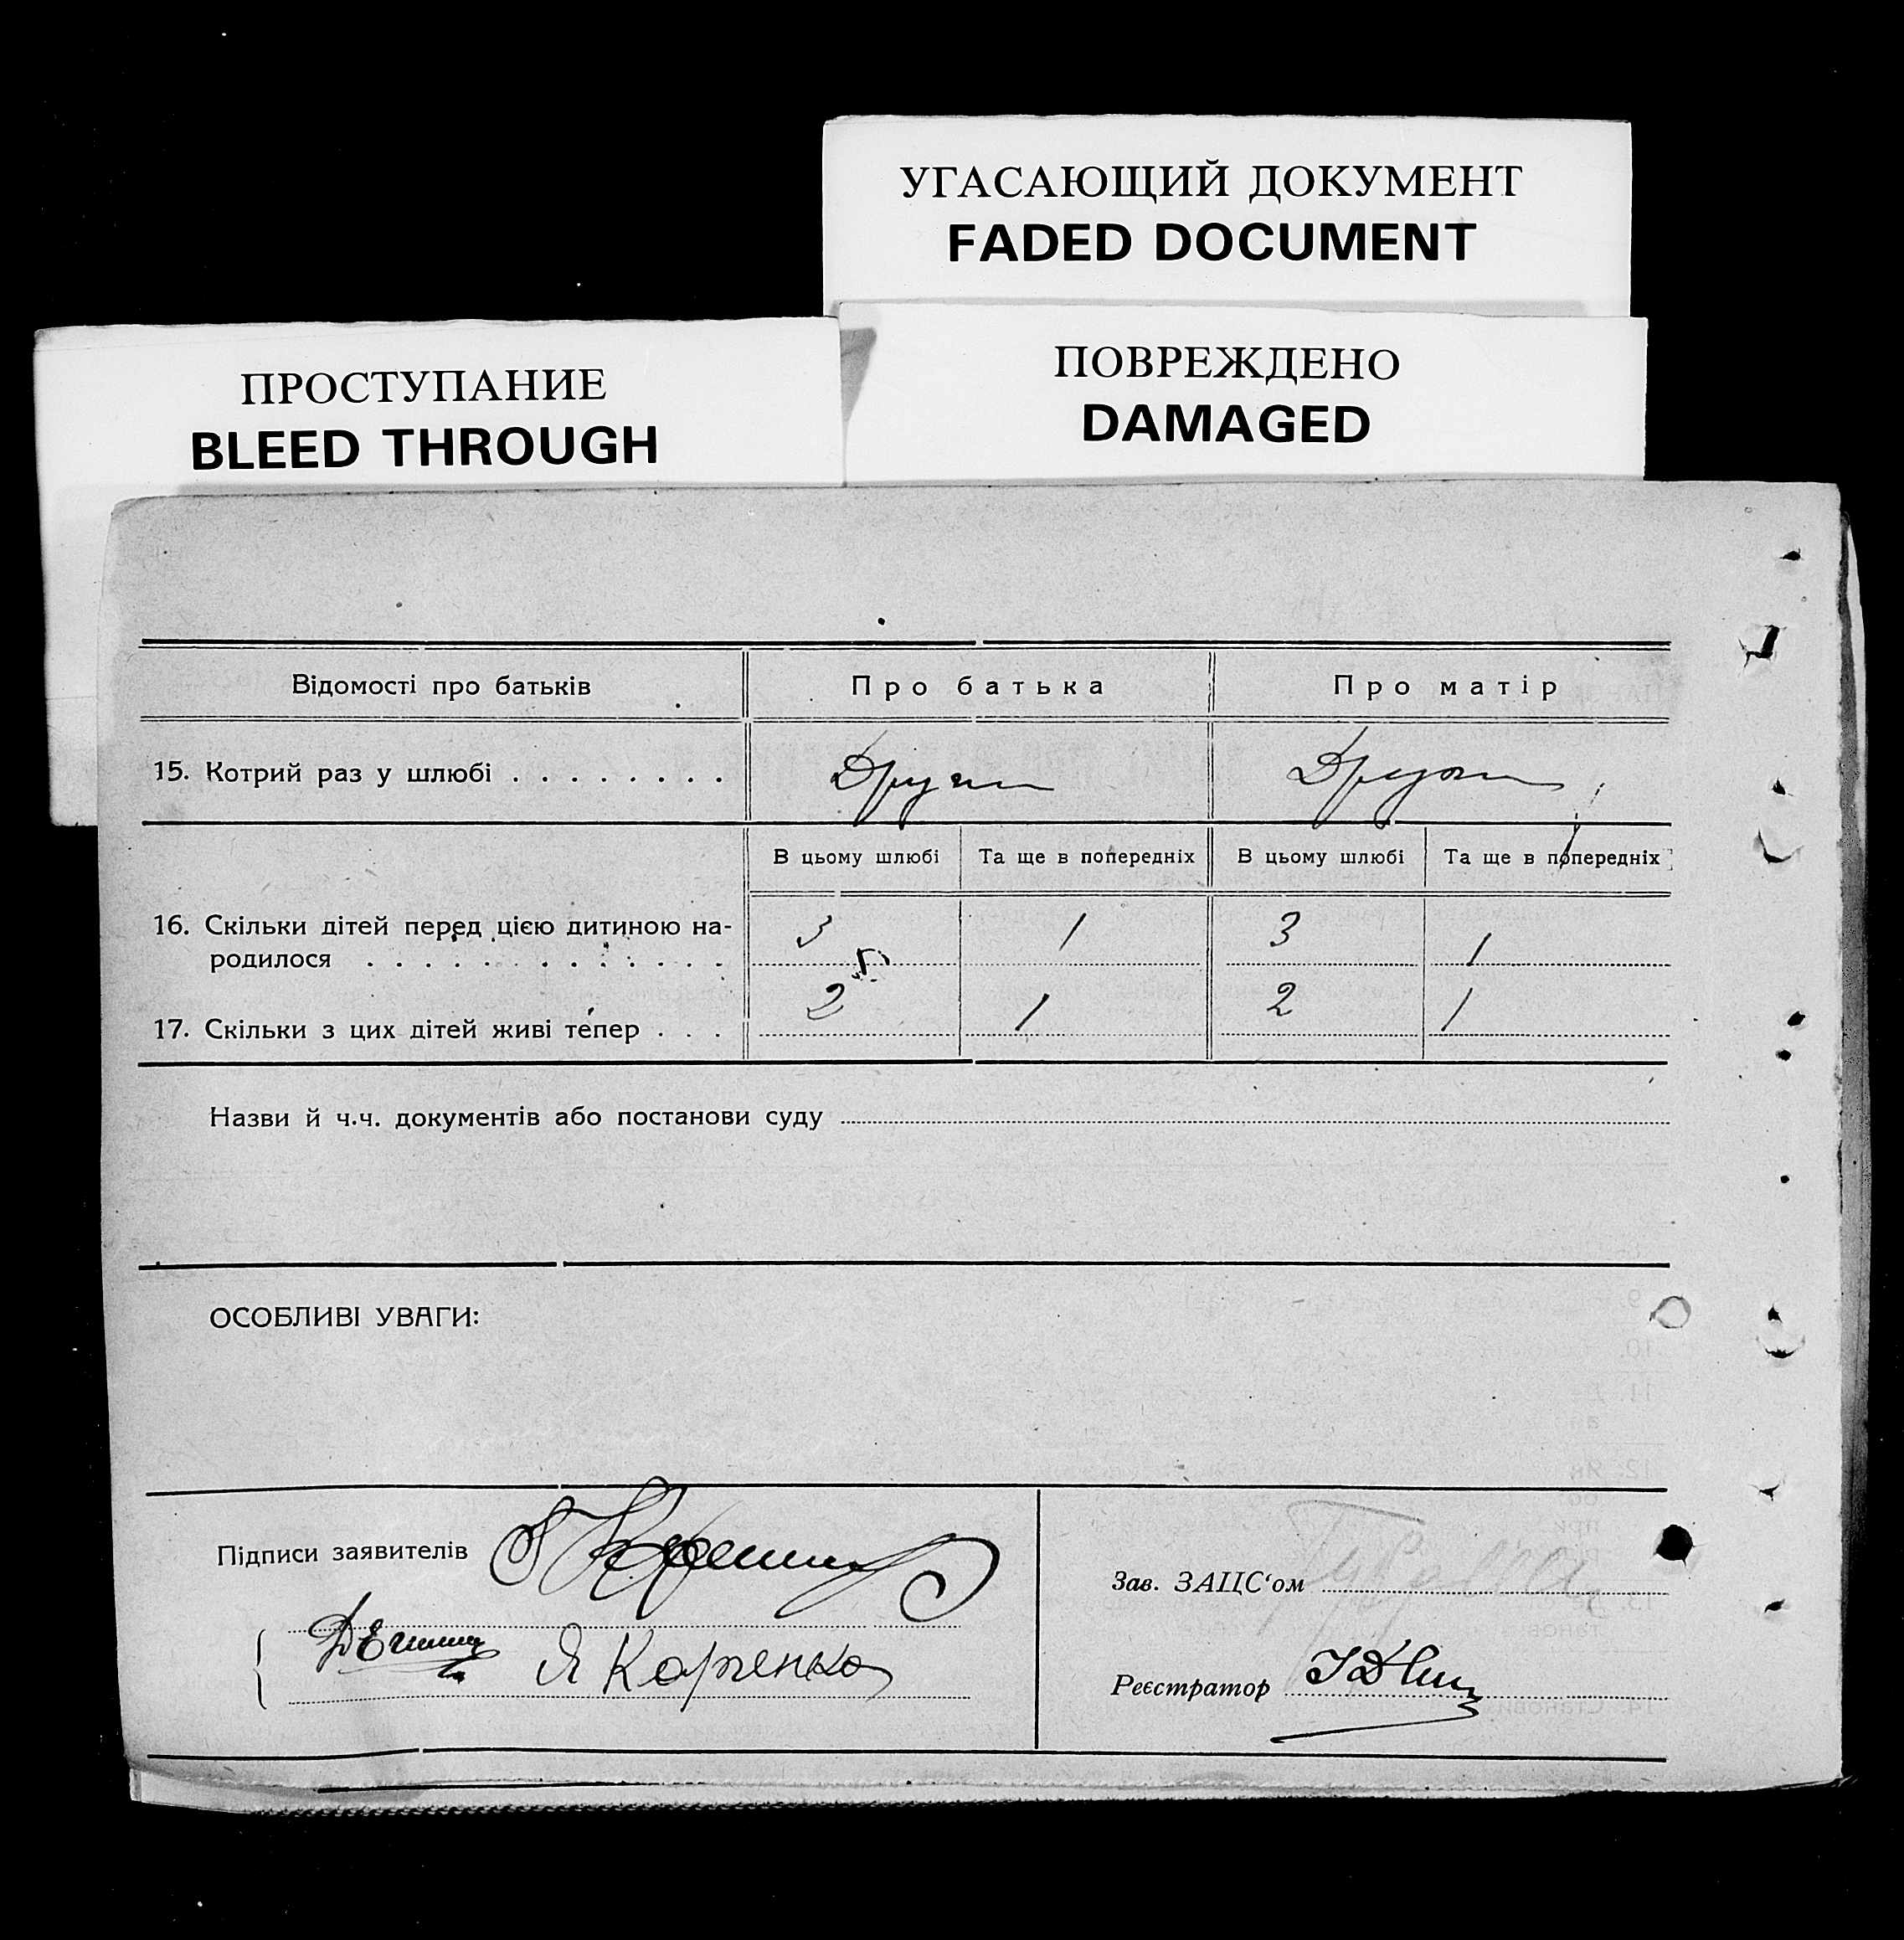 УГАСАЮЩИЙ ДОКУМЕНТ
FADED DOCUMENT
ПРОСТУПАНИЕ
BLEED THROUGH
ПОВРЕЖДЕНО
DAMAGED
Відомості про батьків Про батька Про матір
15. Котрий раз у шлюбі . . . . . . . .
В цьому шлюбі Та ще в попередніх В цьому шлюбі Та ще в попередніх
16. Скільки дітей перед цією дитиною на- 3 1 3 1
родилося . . . . . . . . . . . . .
17. Скільки з цих дітей живі тепер . . . 2 1 2 1
Назви й ч.ч. документів або постанови суду
ОСОБЛИВІ УВАГИ:
Підписи заявителів
Зав. ЗАЦС‘ом
Реєстратор